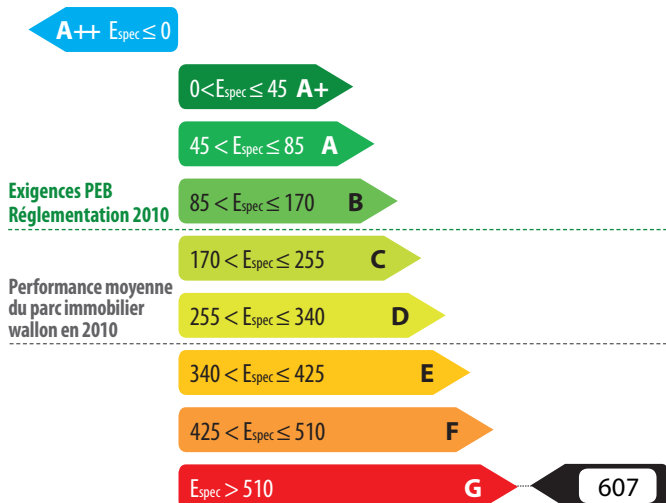 A++ Espec ≤ 0
0 < Espec ≤ 45 A+
45 < Espec ≤ 85 A
Exigences PEB
Réglementation 2010
85 < Espec ≤ 170 B
170 < Espec ≤ 255 C
Performance moyenne
du parc immobilier
wallon en 2010
255 < Espec ≤ 340 D
340 < Espec ≤ 425 E
425 < Espec ≤ 510 F
Espec > 510 G
607